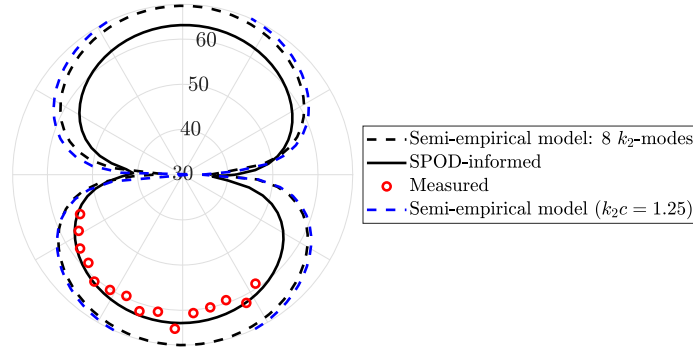 60
50
40
30
Semi-empirical model: 8 k₂-modes
SPOD-informed
Measured
Semi-empirical model (k₂c = 1.25)